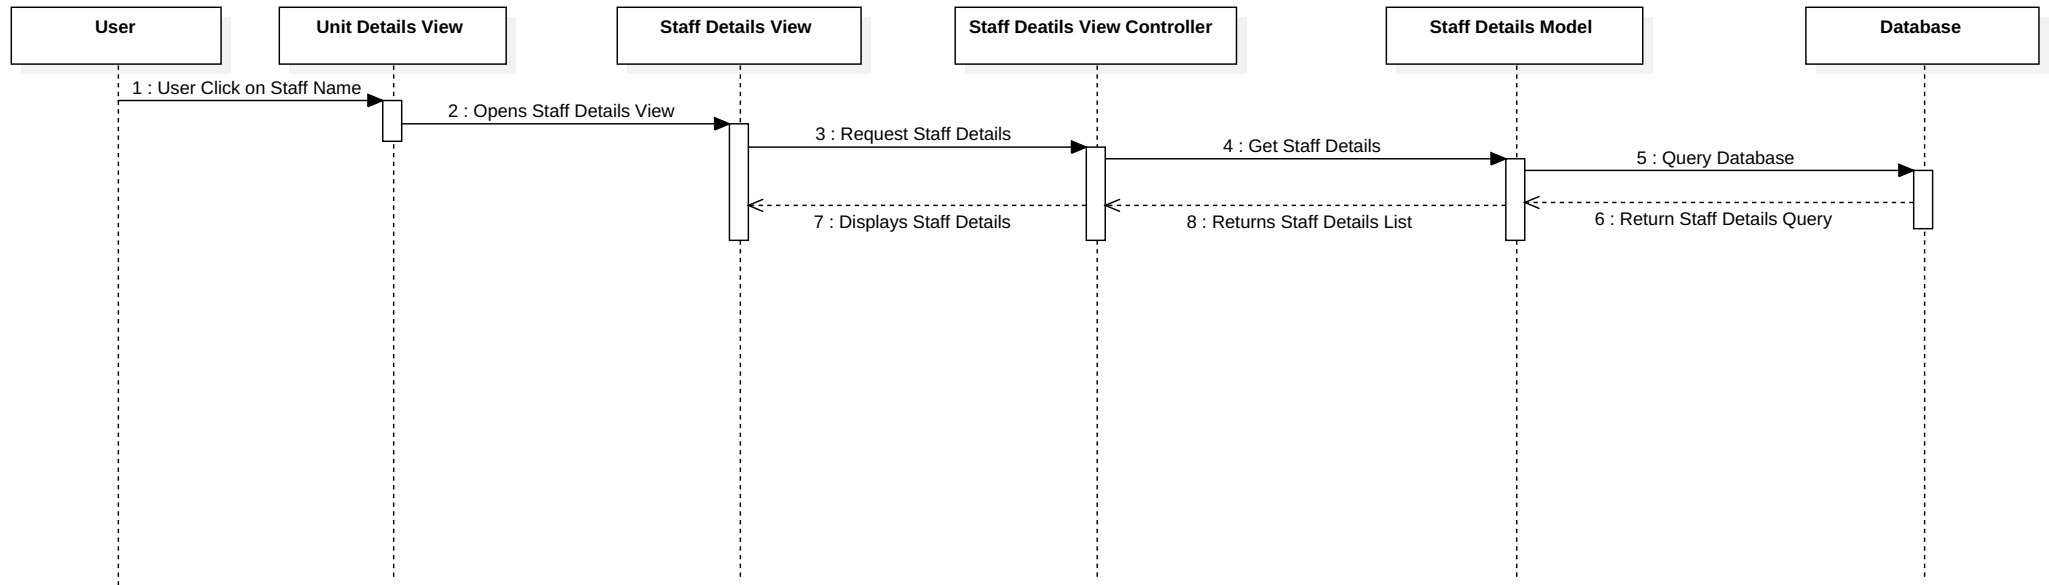 User
Unit Details View
Staff Details View
Staff Deatils View Controller
Staff Details Model
Database
1 : User Click on Staff Name
2 : Opens Staff Details View
3 : Request Staff Details
4 : Get Staff Details
5 : Query Database
7 : Displays Staff Details
8 : Returns Staff Details List
6 : Return Staff Details Query